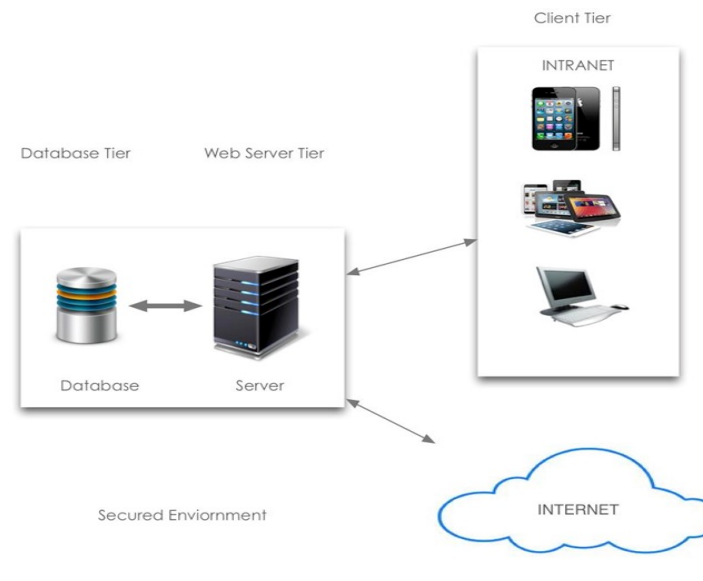 Client Tier
INTRANET
Database Tier
Web Server Tier
Database
Server
Secured Enviornment
INTERNET